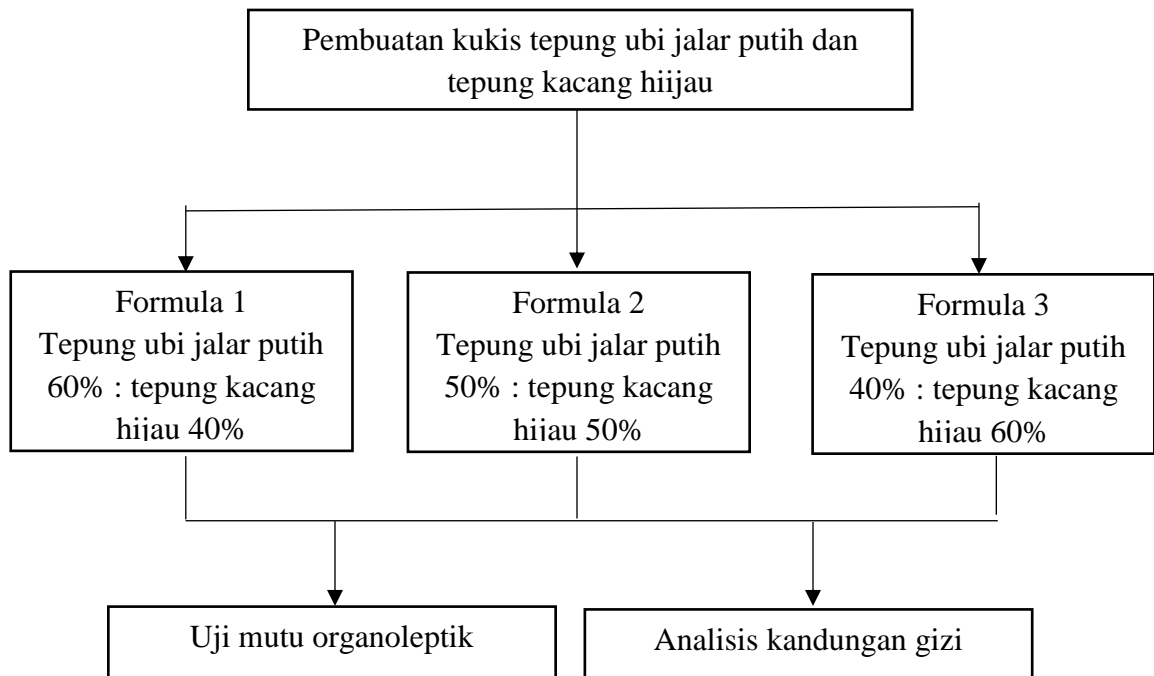 Pembuatan kukis tepung ubi jalar putih dan
tepung kacang hiijau
Formula 1
Tepung ubi jalar putih
60% : tepung kacang
hijau 40%
Formula 2
Tepung ubi jalar putih
50% : tepung kacang
hijau 50%
Formula 3
Tepung ubi jalar putih
40% : tepung kacang
hijau 60%
Uji mutu organoleptik
Analisis kandungan gizi